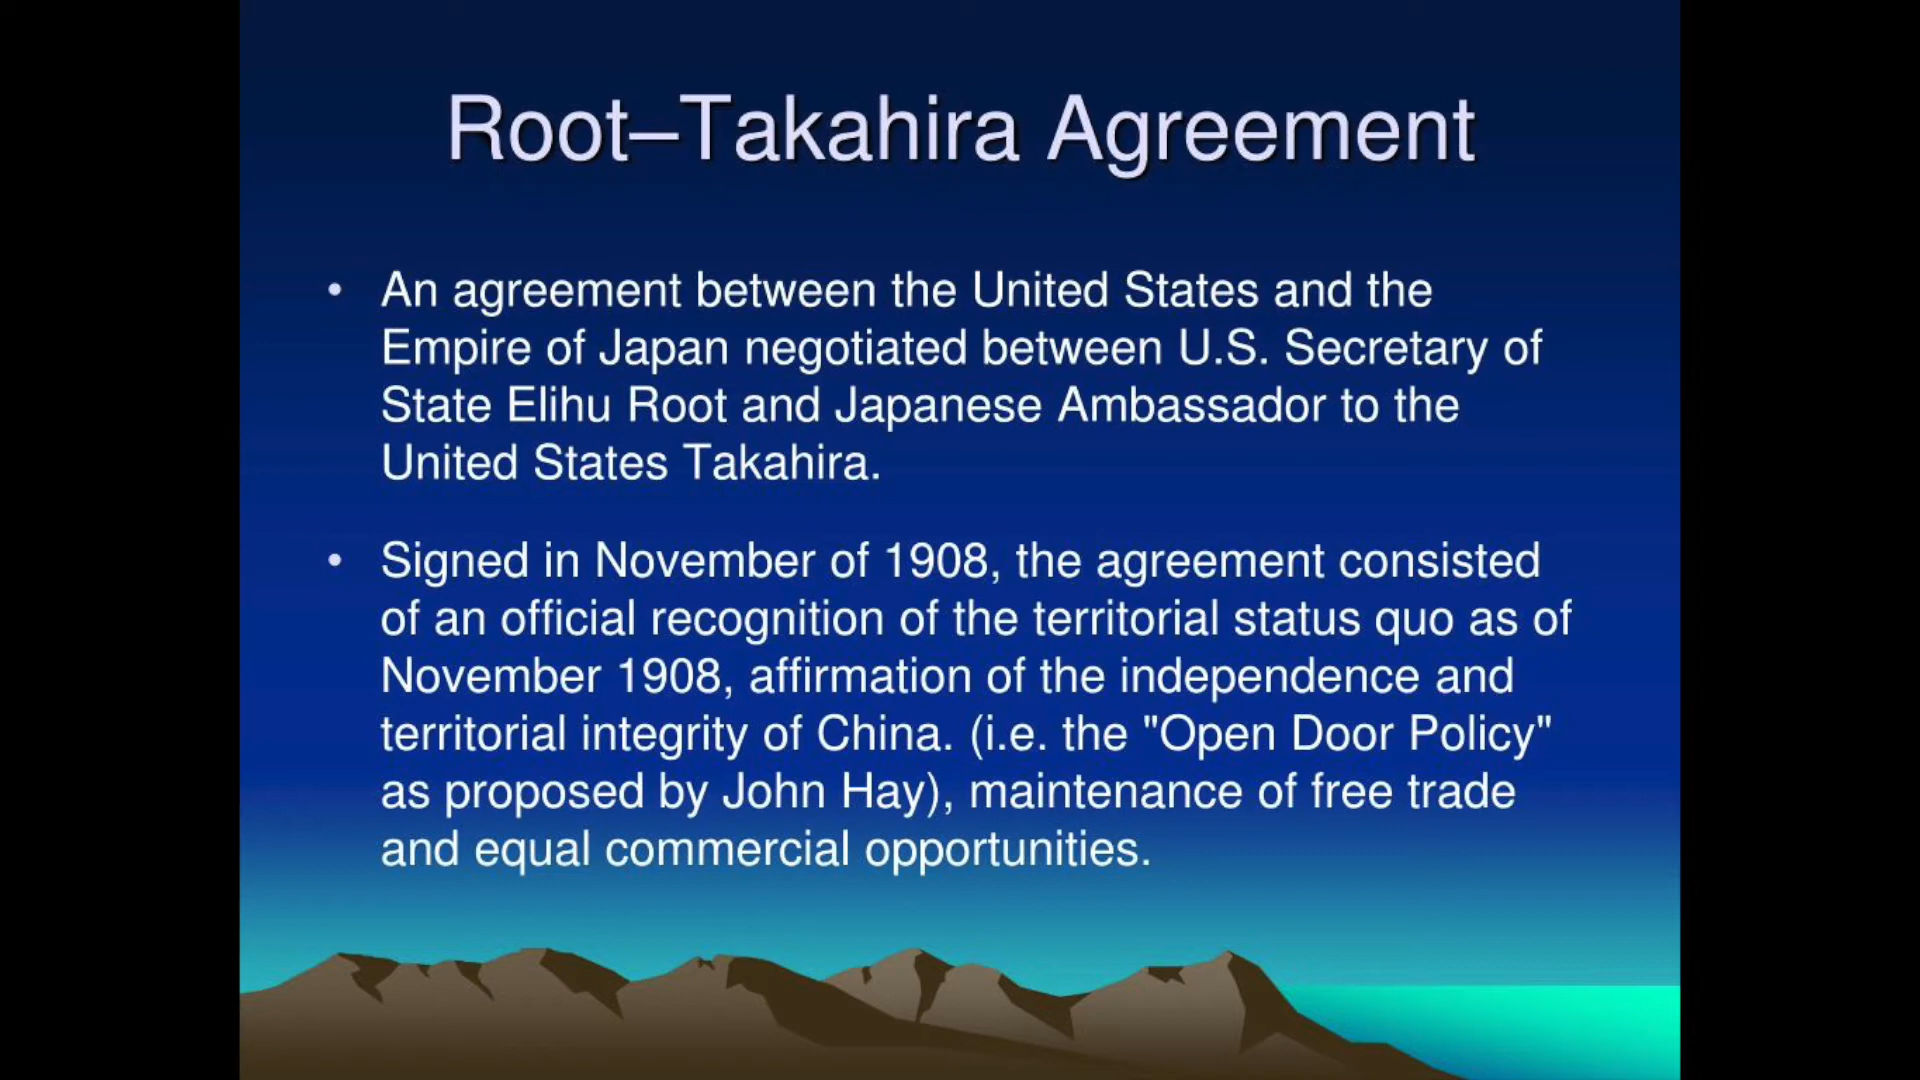 Root–Takahira Agreement
• An agreement between the United States and the
Empire of Japan negotiated between U.S. Secretary of
State Elihu Root and Japanese Ambassador to the
United States Takahira.
• Signed in November of 1908, the agreement consisted
of an official recognition of the territorial status quo as of
November 1908, affirmation of the independence and
territorial integrity of China. (i.e. the "Open Door Policy"
as proposed by John Hay), maintenance of free trade
and equal commercial opportunities.